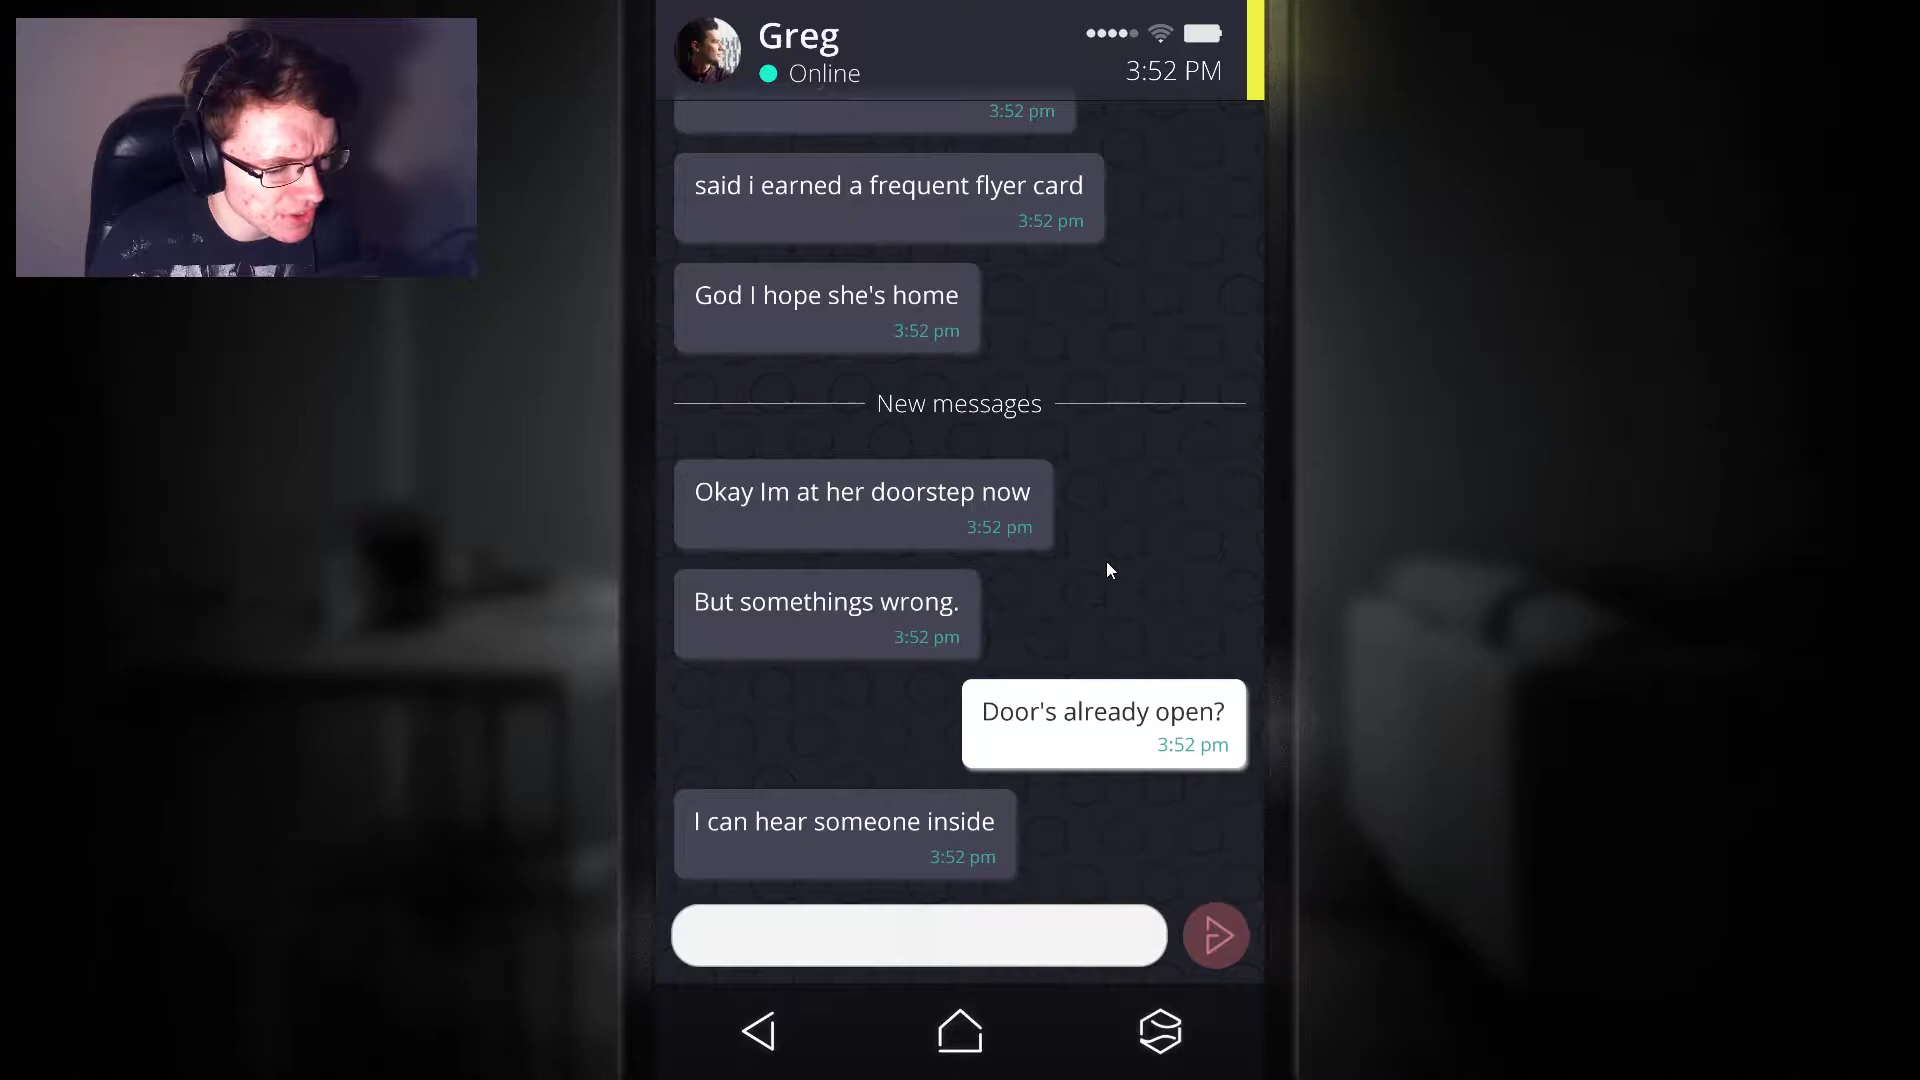 Greg
Online
3:52 PM
3:52 pm
said i earned a frequent flyer card
3:52 pm
God I hope she's home
3:52 pm
New messages
Okay Im at her doorstep now
3:52 pm
But somethings wrong.
3:52 pm
Door's already open?
3:52 pm
I can hear someone inside
3:52 pm